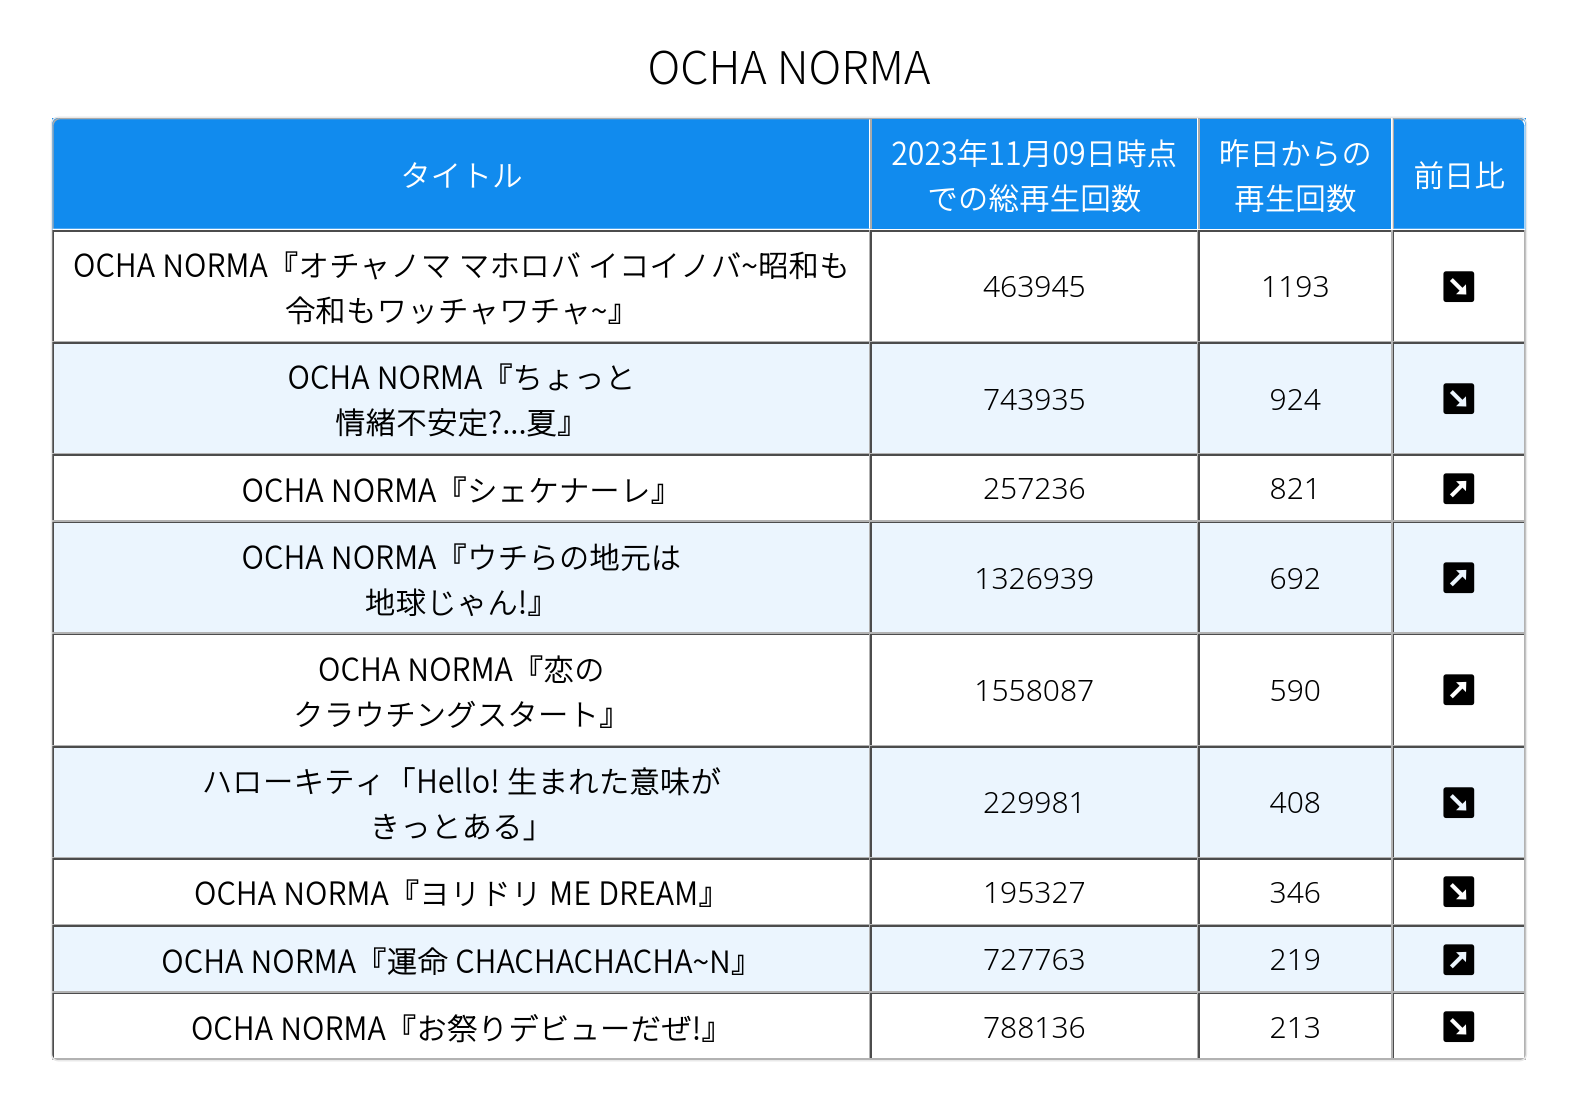 OCHA NORMA
タイトル
2023年11月09日時点
での総再生回数
昨日からの
再生回数
前日比
OCHA NORMA『オチャノマ マホロバ イコイノバ~昭和も
令和もワッチャワチャ~』
463945
1193
↘
OCHA NORMA『ちょっと
情緒不安定?...夏』
743935
924
↘
OCHA NORMA『シェケナーレ』
257236
821
↗
OCHA NORMA『ウチらの地元は
地球じゃん!』
1326939
692
↗
OCHA NORMA『恋の
クラウチングスタート』
1558087
590
↗
ハローキティ「Hello! 生まれた意味が
きっとある」
229981
408
↘
OCHA NORMA『ヨリドリ ME DREAM』
195327
346
↘
OCHA NORMA『運命 CHACHACHACHA~N』
727763
219
↗
OCHA NORMA『お祭りデビューだぜ!』
788136
213
↘